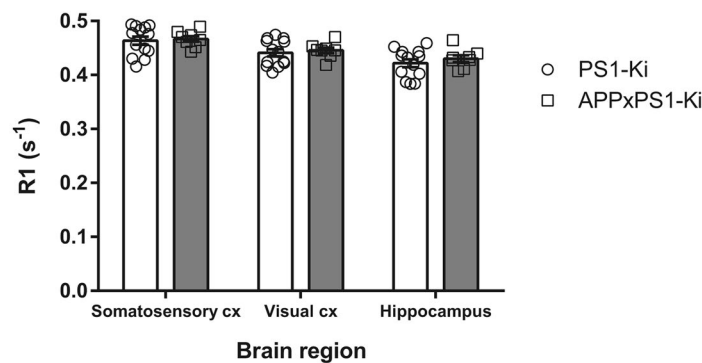 0.5
0.4
0.3
0.2
0.1
0.0
R1 (s⁻¹)
Somatosensory cx Visual cx Hippocampus
Brain region
PS1-Ki
APPxPS1-Ki